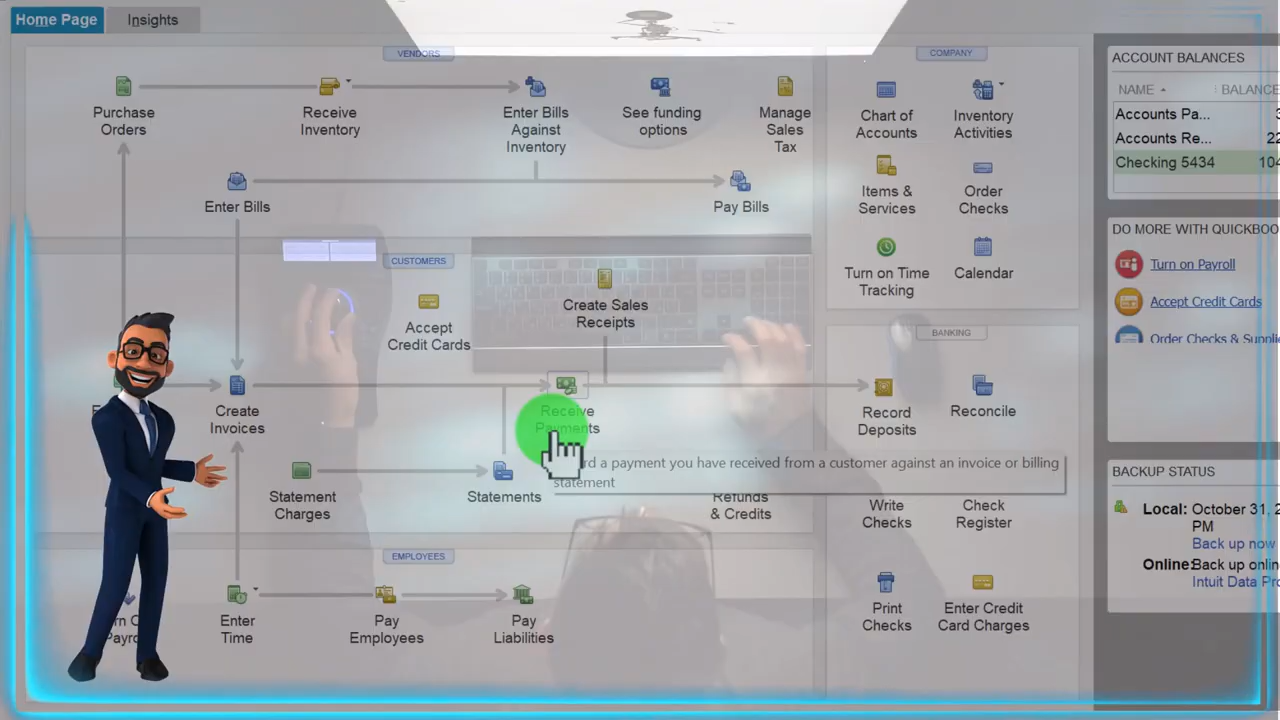 Home Page
Insights
VENDORS
COMPANY
ACCOUNT BALANCES
NAME
BALANCE
Purchase
Orders
Receive
Inventory
Enter Bills
Against
Inventory
See funding
options
Manage
Sales
Tax
Chart of
Accounts
Inventory
Activities
Accounts Pa...
Accounts Re...
22
Checking 5434
104
Enter Bills
Pay Bills
Items &
Services
Order
Checks
DO MORE WITH QUICKBOO
CUSTOMERS
Turn on Time
Tracking
Calendar
Turn on Payroll
Accept
Credit Cards
Create Sales
Receipts
Accept Credit Cards
Order Checks & Supplie
BANKING
Create
Invoices
Receive
Payments
Record
Deposits
Reconcile
rd a payment you have received from a customer against an invoice or billing
statement
BACKUP STATUS
Statement
Charges
Statements
Refunds
& Credits
Write
Checks
Check
Register
Local: October 31, 2
PM
Back up now
Online: Back up onlin
Intuit Data Pro
EMPLOYEES
Enter
Time
Pay
Employees
Pay
Liabilities
Print
Checks
Enter Credit
Card Charges